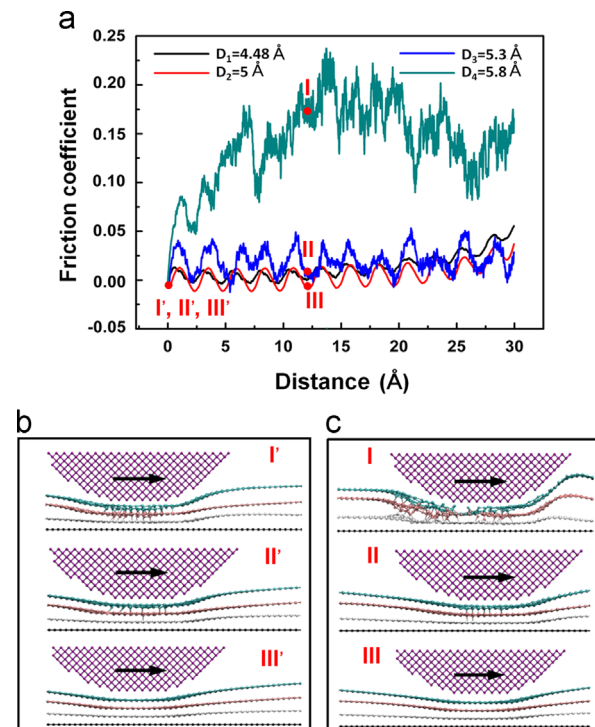 a
0.25
0.20
0.15
0.10
0.05
0.00
-0.05
Friction coefficient
D₁=4.48 Å
D₂=5 Å
D₃=5.3 Å
D₄=5.8 Å
I
II
III
I', II', III'
0 5 10 15 20 25 30
Distance (Å)
b
I'
II'
III'
c
I
II
III